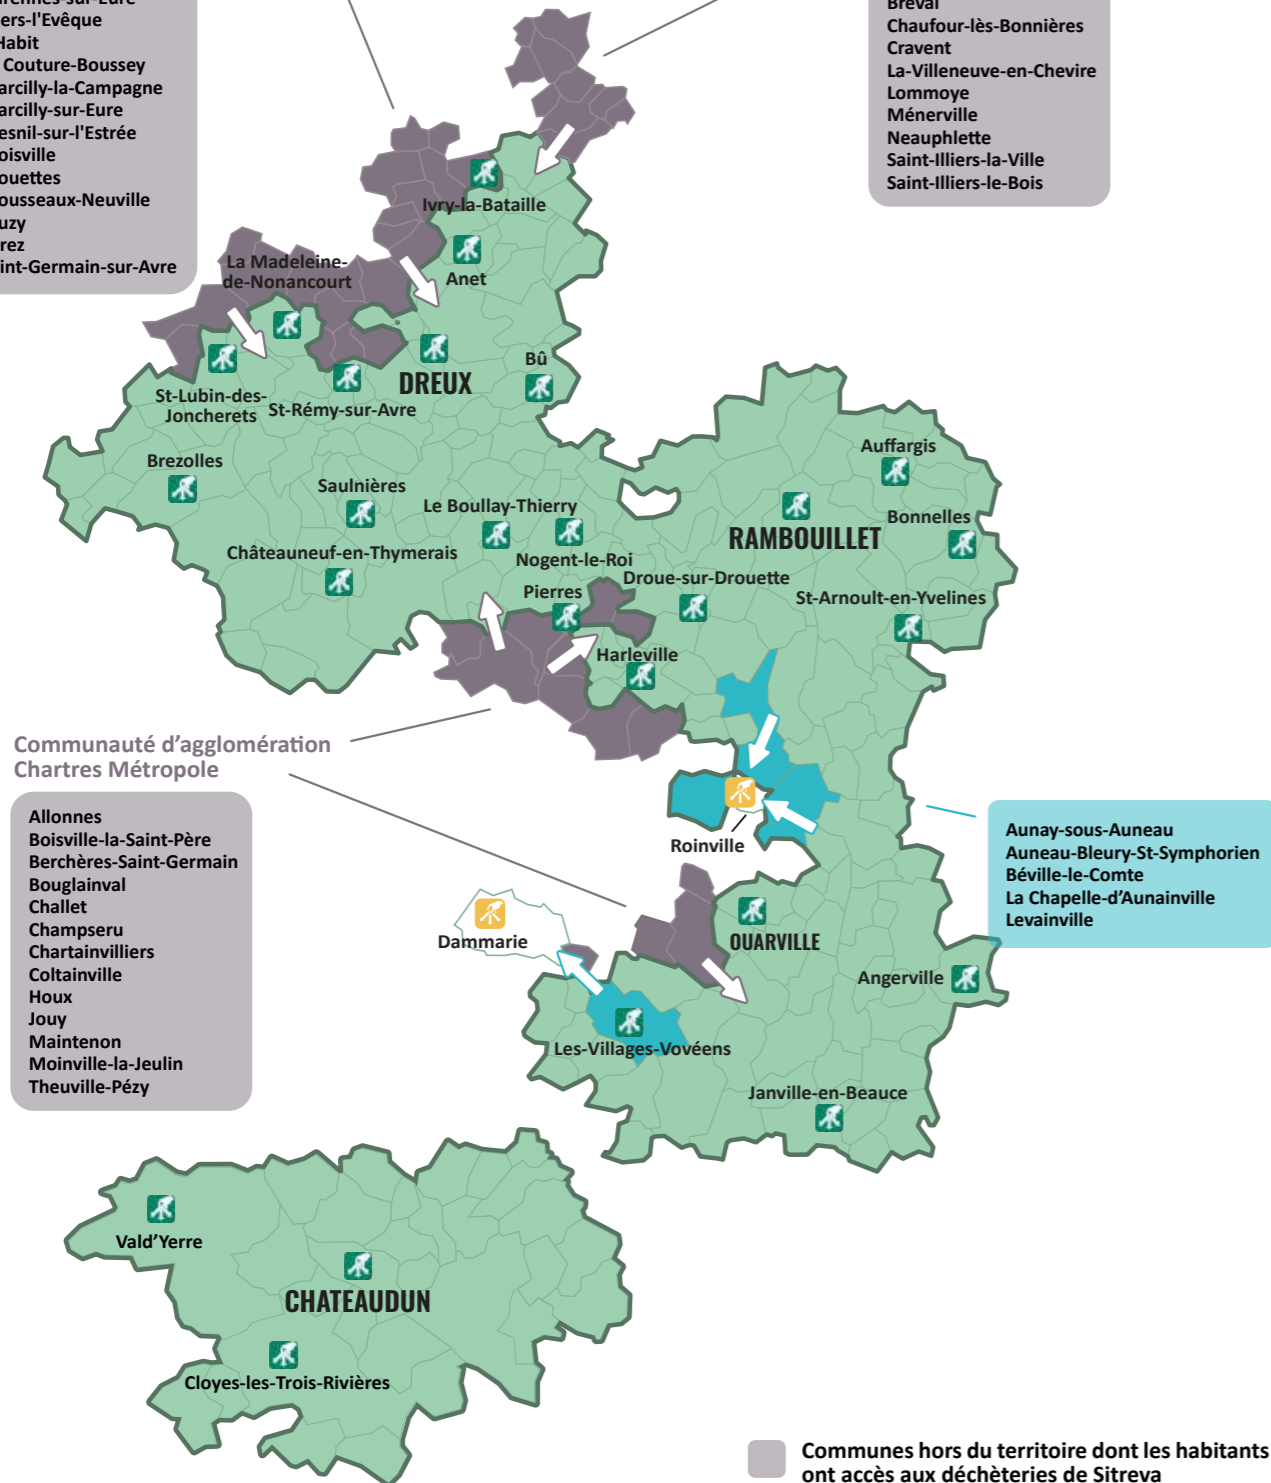 ers-l'Evêque
Habit
Couture-Boussey
arcilly-la-Campagne
arcilly-sur-Eure
esnil-sur-l'Estrée
oisville
ouettes
ousseaux-Neuville
uzy
rez
int-Germain-sur-Avre
Bréval
Chaufour-lès-Bonnières
Cravent
La-Villeneuve-en-Chevire
Lommoye
Ménerville
Neauphlette
Saint-Illiers-la-Ville
Saint-Illiers-le-Bois
Ivry-la-Bataille
La Madeleine-
de-Nonancourt
Anet
Bû
DREUX
St-Lubin-des-
Joncherets
St-Rémy-sur-Avre
Brezolles
Saulnières
Le Boullay-Thierry
Châteauneuf-en-Thymerais
Nogent-le-Roi
Pierres
Auffargis
RAMBOUILLET
Bonnelles
Droue-sur-Drouette
St-Arnoult-en-Yvelines
Harleville
Communauté d'agglomération
Chartres Métropole
Allonnes
Boisville-la-Saint-Père
Berchères-Saint-Germain
Bouglainval
Challet
Champseru
Chartainvilliers
Coltainville
Houx
Jouy
Maintenon
Moinville-la-Jeulin
Theuville-Pézy
Roinville
Aunay-sous-Auneau
Auneau-Bleury-St-Symphorien
Béville-le-Comte
La Chapelle-d'Aunainville
Levainville
Dammarie
OUARVILLE
Angerville
Les-Villages-Vovéens
Janville-en-Beauce
Vald'Yerre
CHATEAUDUN
Cloyes-les-Trois-Rivières
Communes hors du territoire dont les habitants
ont accès aux déchèteries de Sitreva